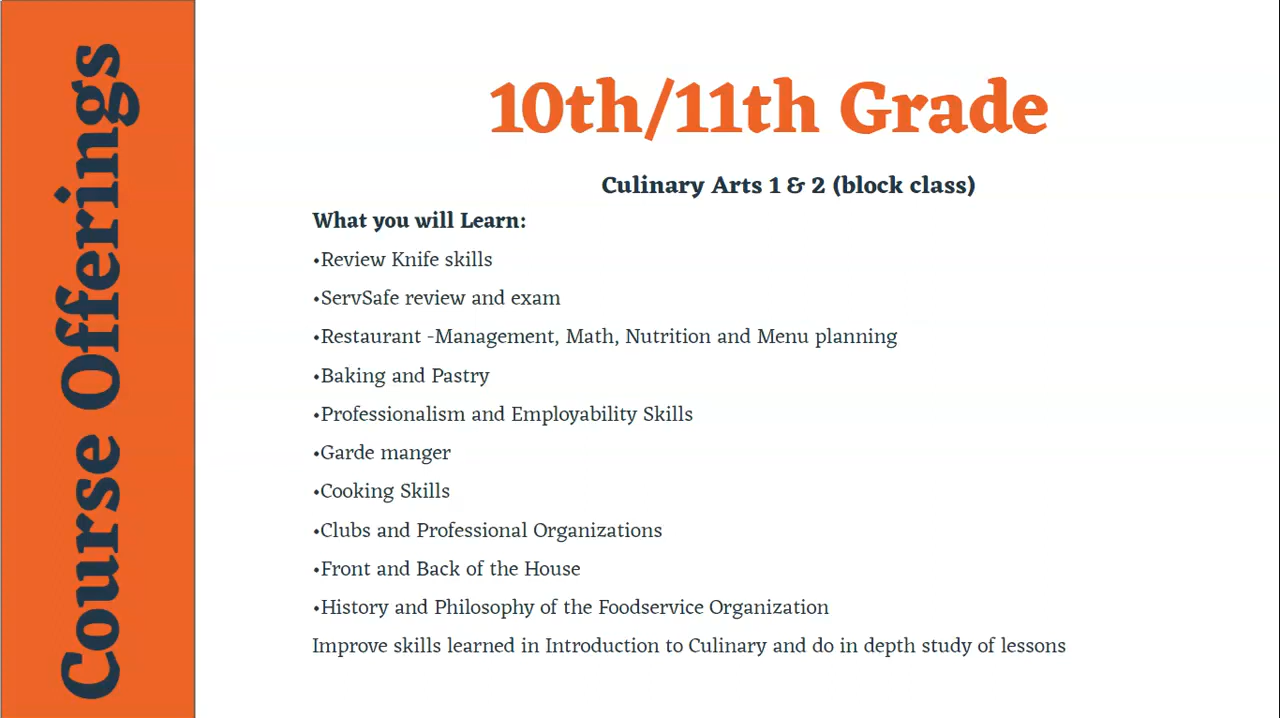 Course Offerings
10th/11th Grade
Culinary Arts 1 & 2 (block class)
What you will Learn:
•Review Knife skills
•ServSafe review and exam
•Restaurant -Management, Math, Nutrition and Menu planning
•Baking and Pastry
•Professionalism and Employability Skills
•Garde manger
•Cooking Skills
•Clubs and Professional Organizations
•Front and Back of the House
•History and Philosophy of the Foodservice Organization
Improve skills learned in Introduction to Culinary and do in depth study of lessons